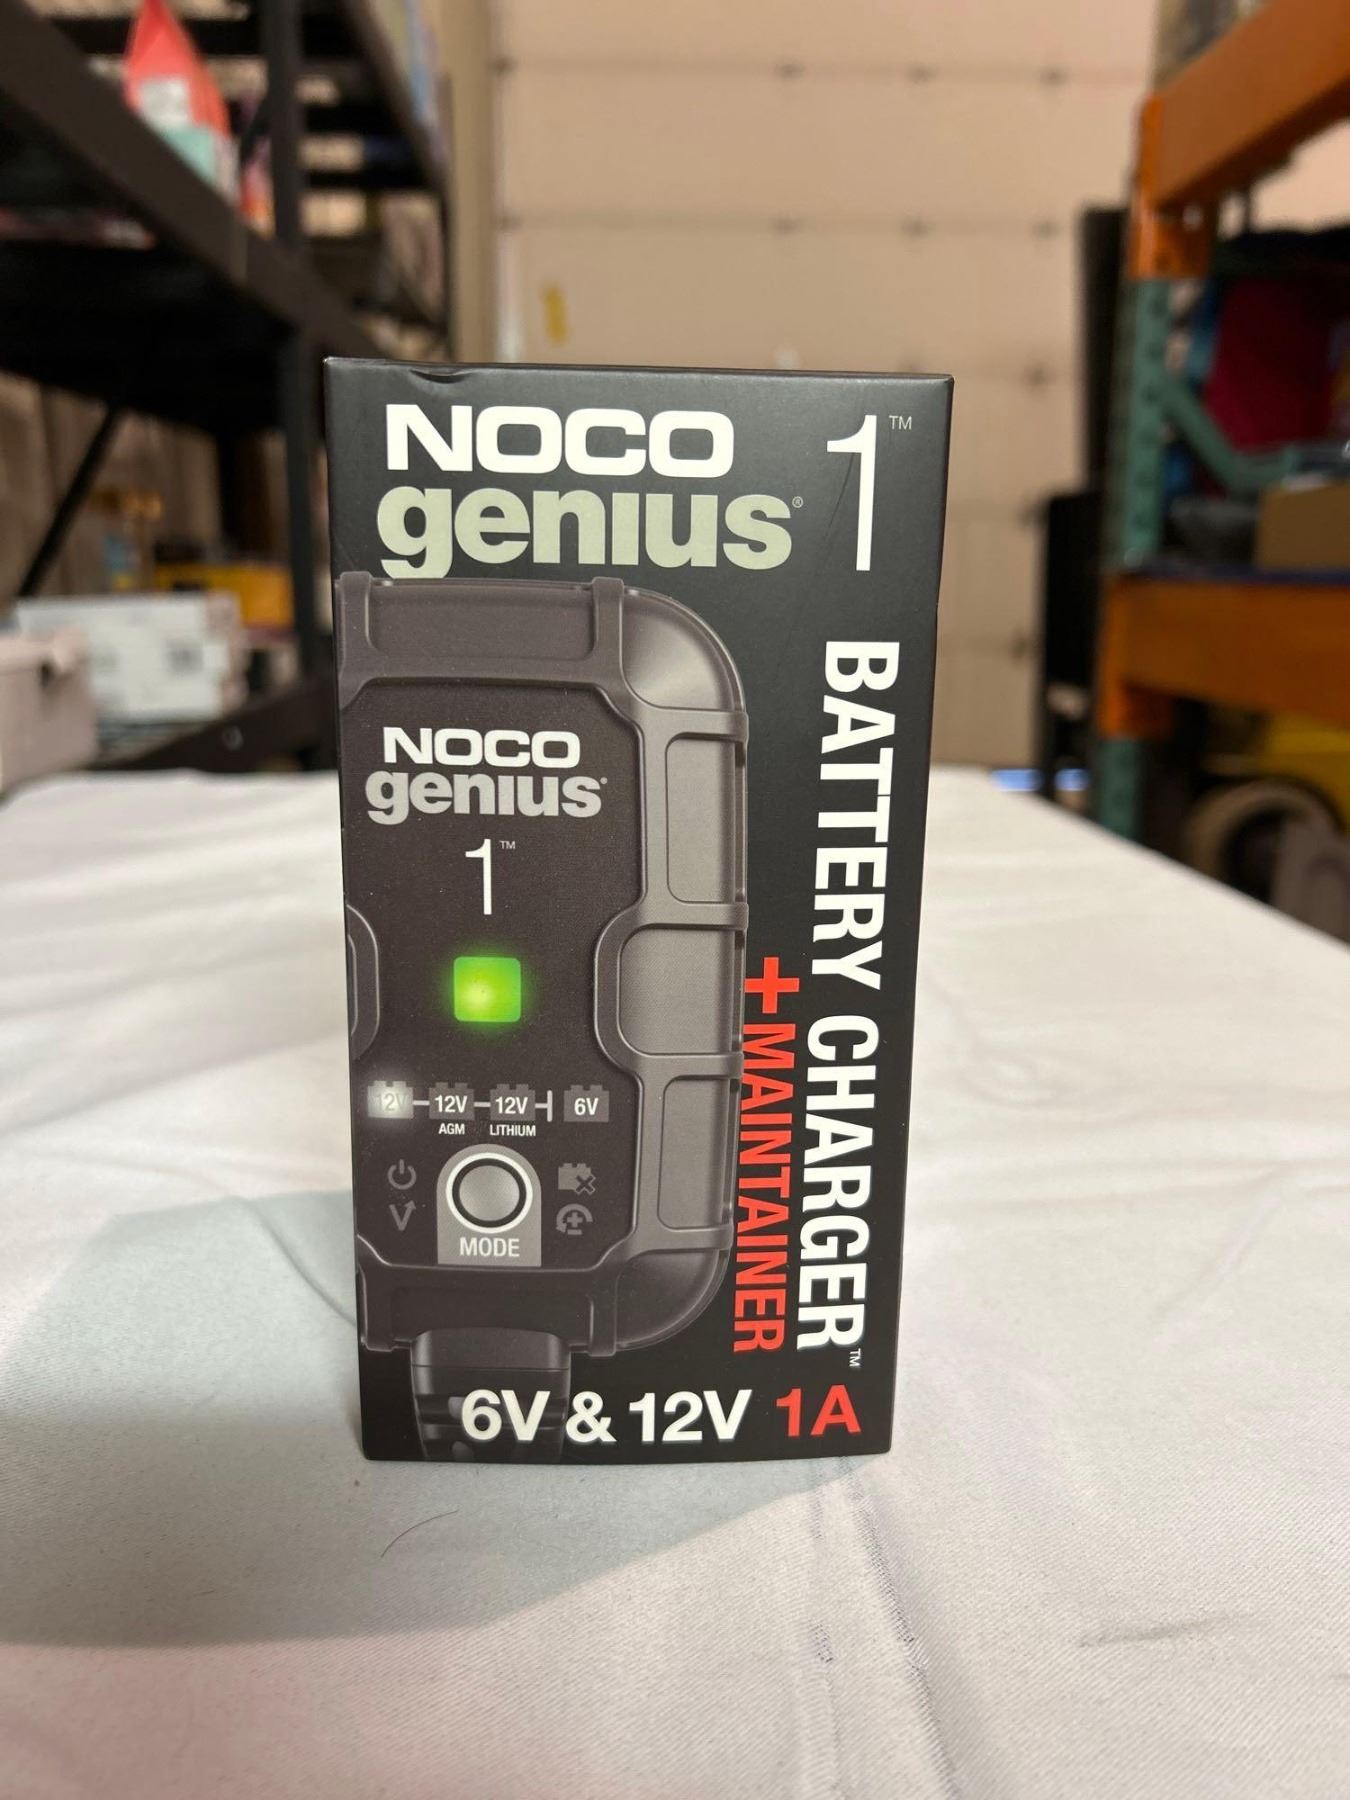 NOCO 1™
genius®
NOCO
genius®
1™
12V 12V 12V 6V
AGM LITHIUM
MODE
BATTERY CHARGER™
+MAINTAINER
6V & 12V 1A